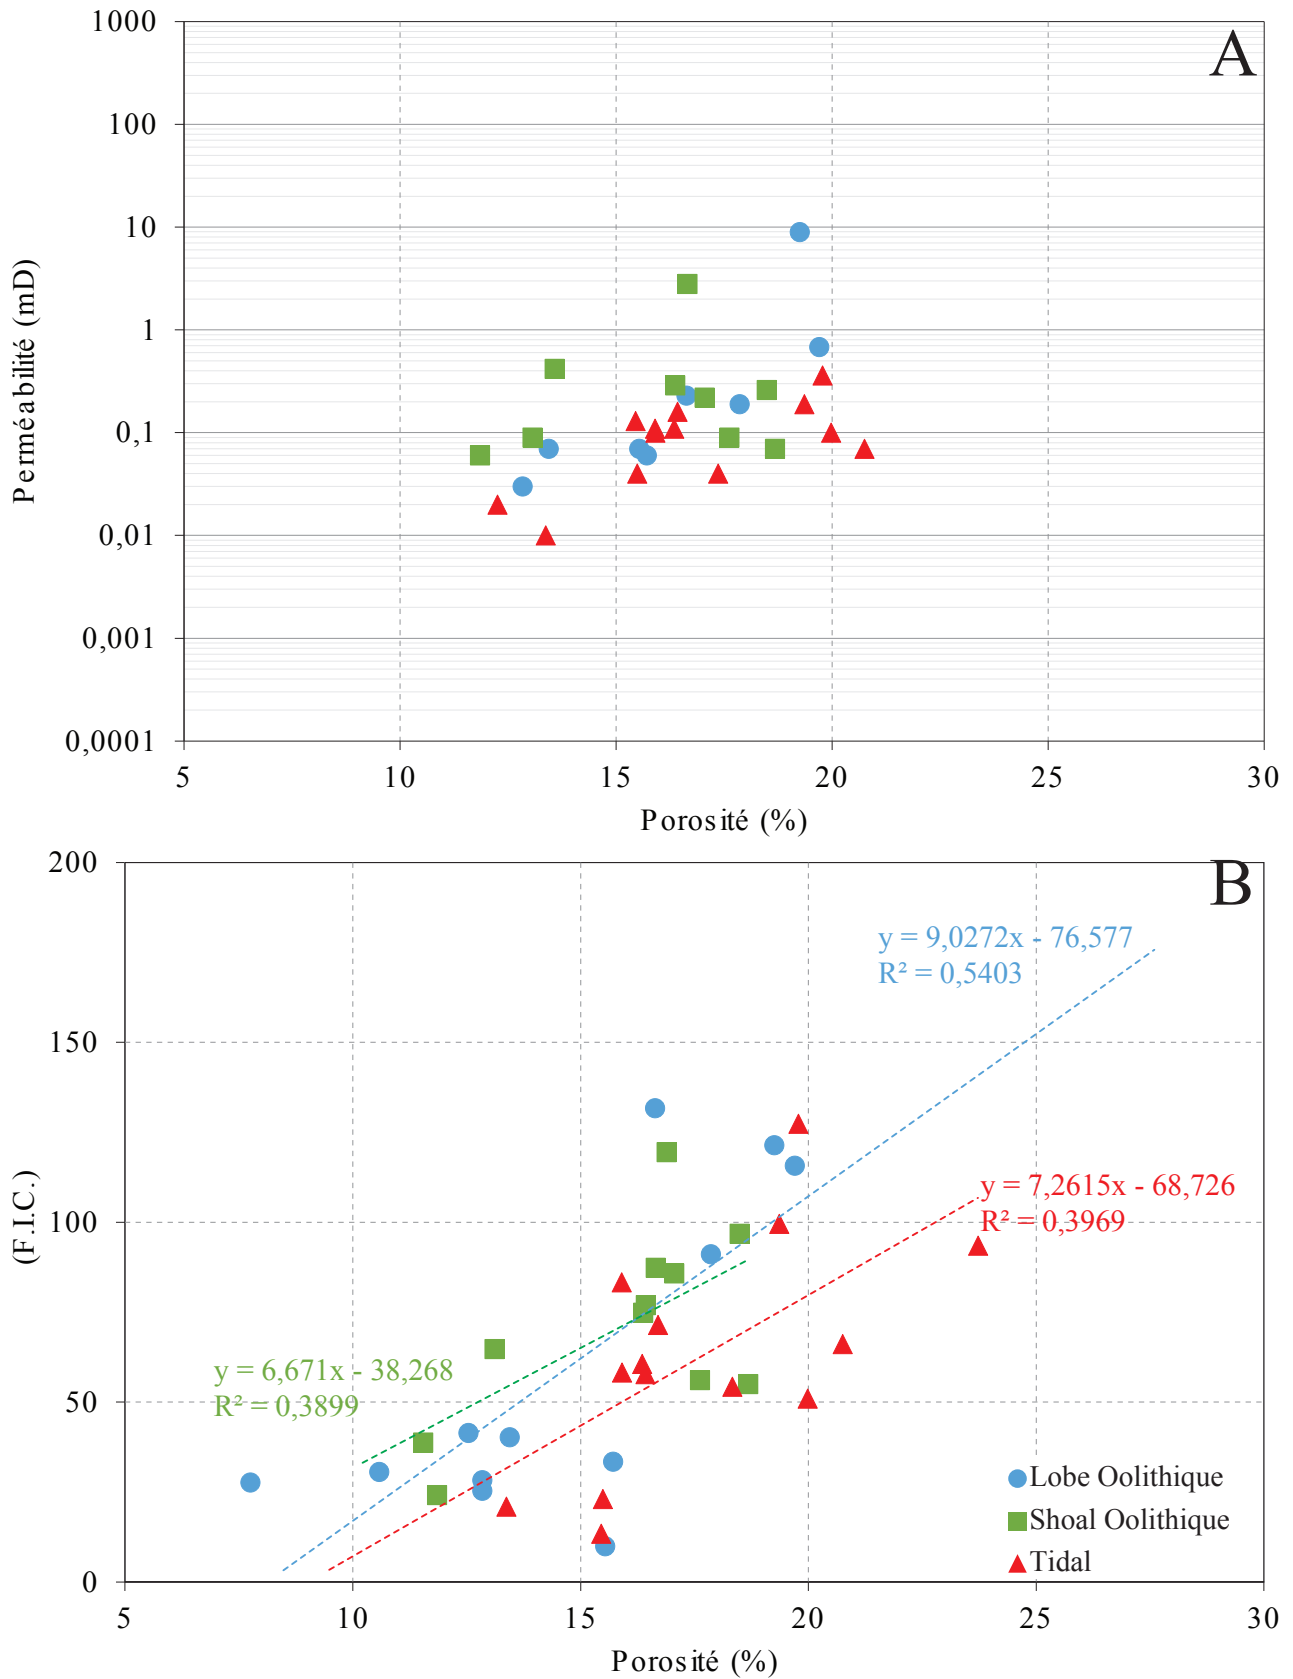 A
1000
100
10
1
0,1
0,01
0,001
0,0001
Perméabilité (mD)
5 10 15 20 25 30
Porosité (%)
B
200
150
100
50
0
(F.I.C.)
y = 9,0272x - 76,577
R² = 0,5403
y = 7,2615x - 68,726
R² = 0,3969
y = 6,671x - 38,268
R² = 0,3899
Lobe Oolithique
Shoal Oolithique
Tidal
5 10 15 20 25 30
Porosité (%)